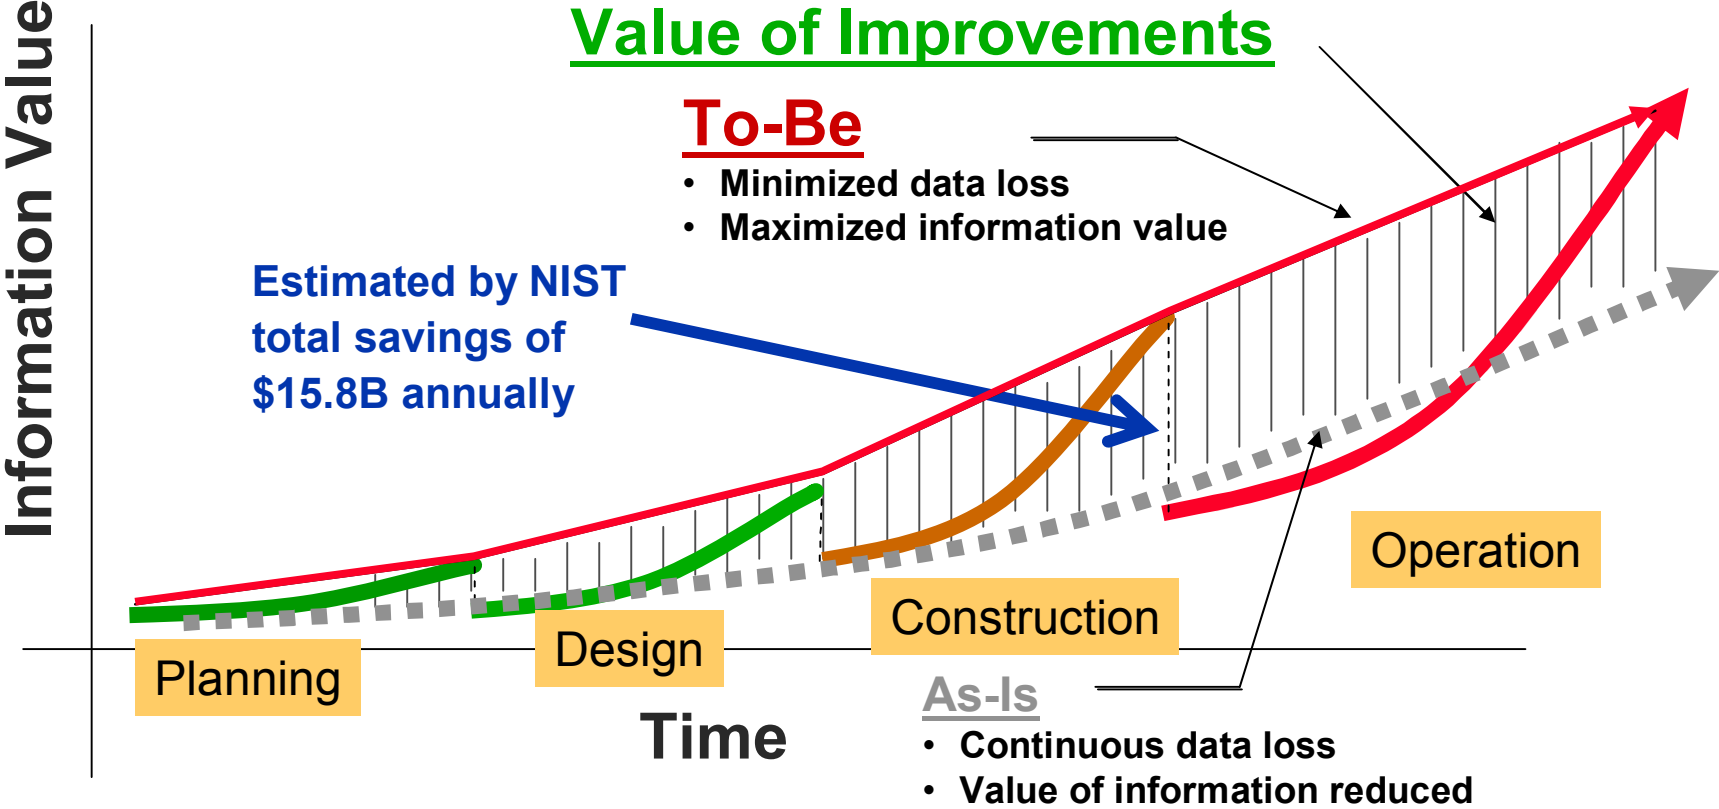 Value of Improvements
Information Value
To-Be
• Minimized data loss
• Maximized information value
Estimated by NIST
total savings of
$15.8B annually
Operation
Construction
Design
Planning
As-Is
• Continuous data loss
• Value of information reduced
Time